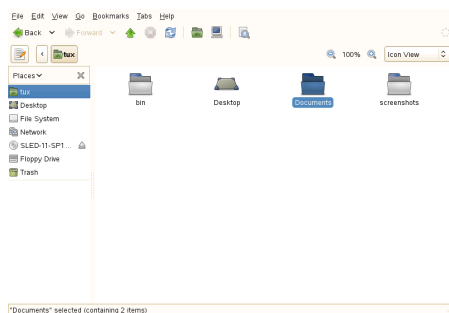 File Edit View Go Bookmarks Tabs Help
Back Forward
tux 100% Icon View
Places
tux
Desktop
File System
Network
SLED-11-SP1...
Floppy Drive
Trash
bin Desktop Documents screenshots
"Documents" selected (containing 2 items)